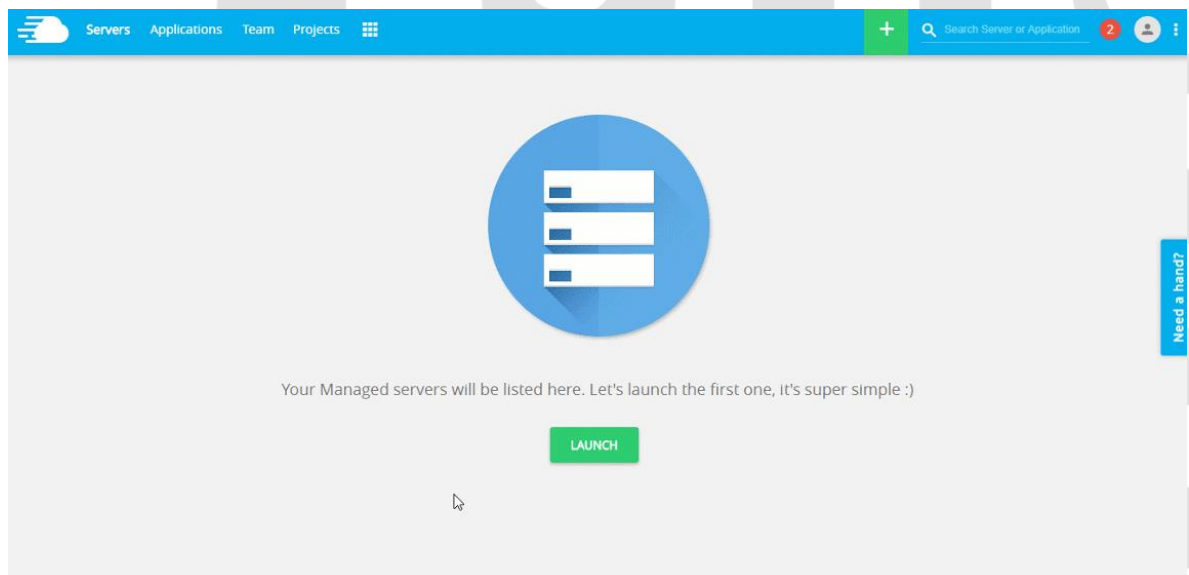 Servers Applications Team Projects + Search Server or Application 2
Need a hand?
Your Managed servers will be listed here. Let's launch the first one, it's super simple :)
LAUNCH